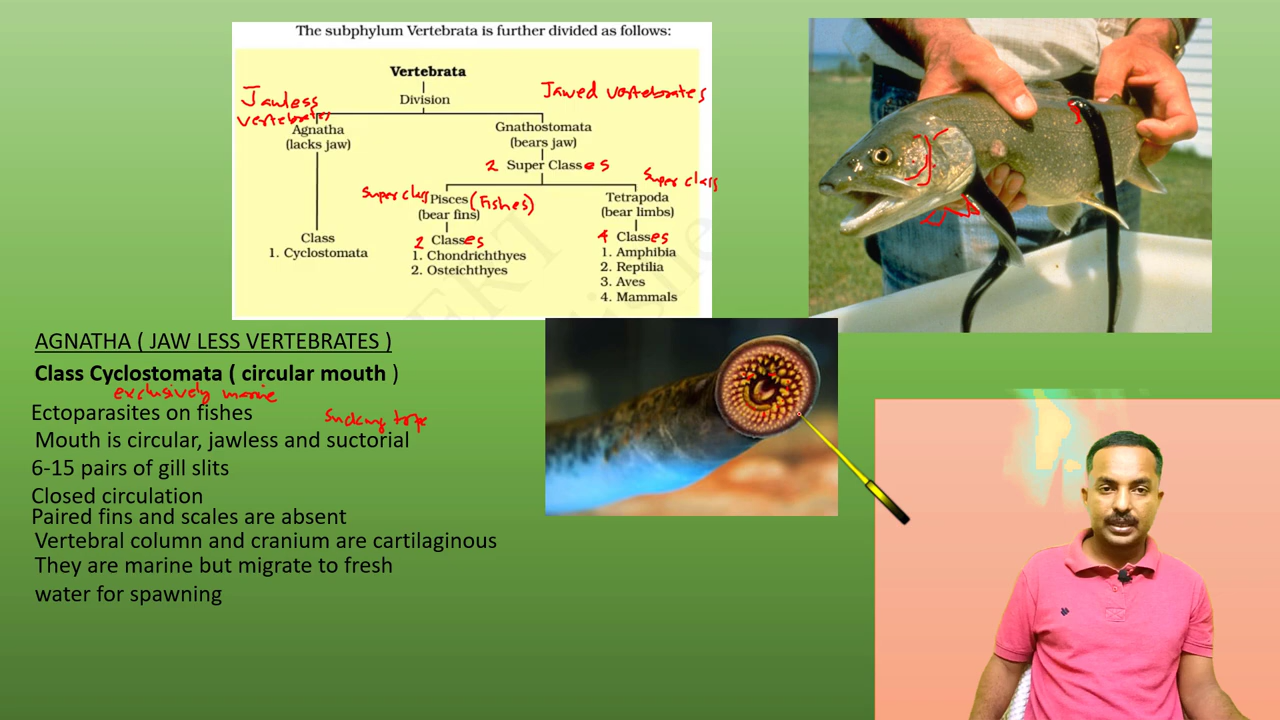 The subphylum Vertebrata is further divided as follows:
Vertebrata
Division
Jawless
vertebrates
Jawed vertebrates
Agnatha
(lacks jaw)
Gnathostomata
(bears jaw)
2 Super Classes
Super class
Pisces (Fishes)
(bear fins)
Super class
Tetrapoda
(bear limbs)
Class
1. Cyclostomata
2 Classes
1. Chondrichthyes
2. Osteichthyes
4 Classes
1. Amphibia
2. Reptilia
3. Aves
4. Mammals
AGNATHA ( JAW LESS VERTEBRATES )
Class Cyclostomata ( circular mouth )
exclusively marine
Ectoparasites on fishes
Sucking type
Mouth is circular, jawless and suctorial
6-15 pairs of gill slits
Closed circulation
Paired fins and scales are absent
Vertebral column and cranium are cartilaginous
They are marine but migrate to fresh
water for spawning